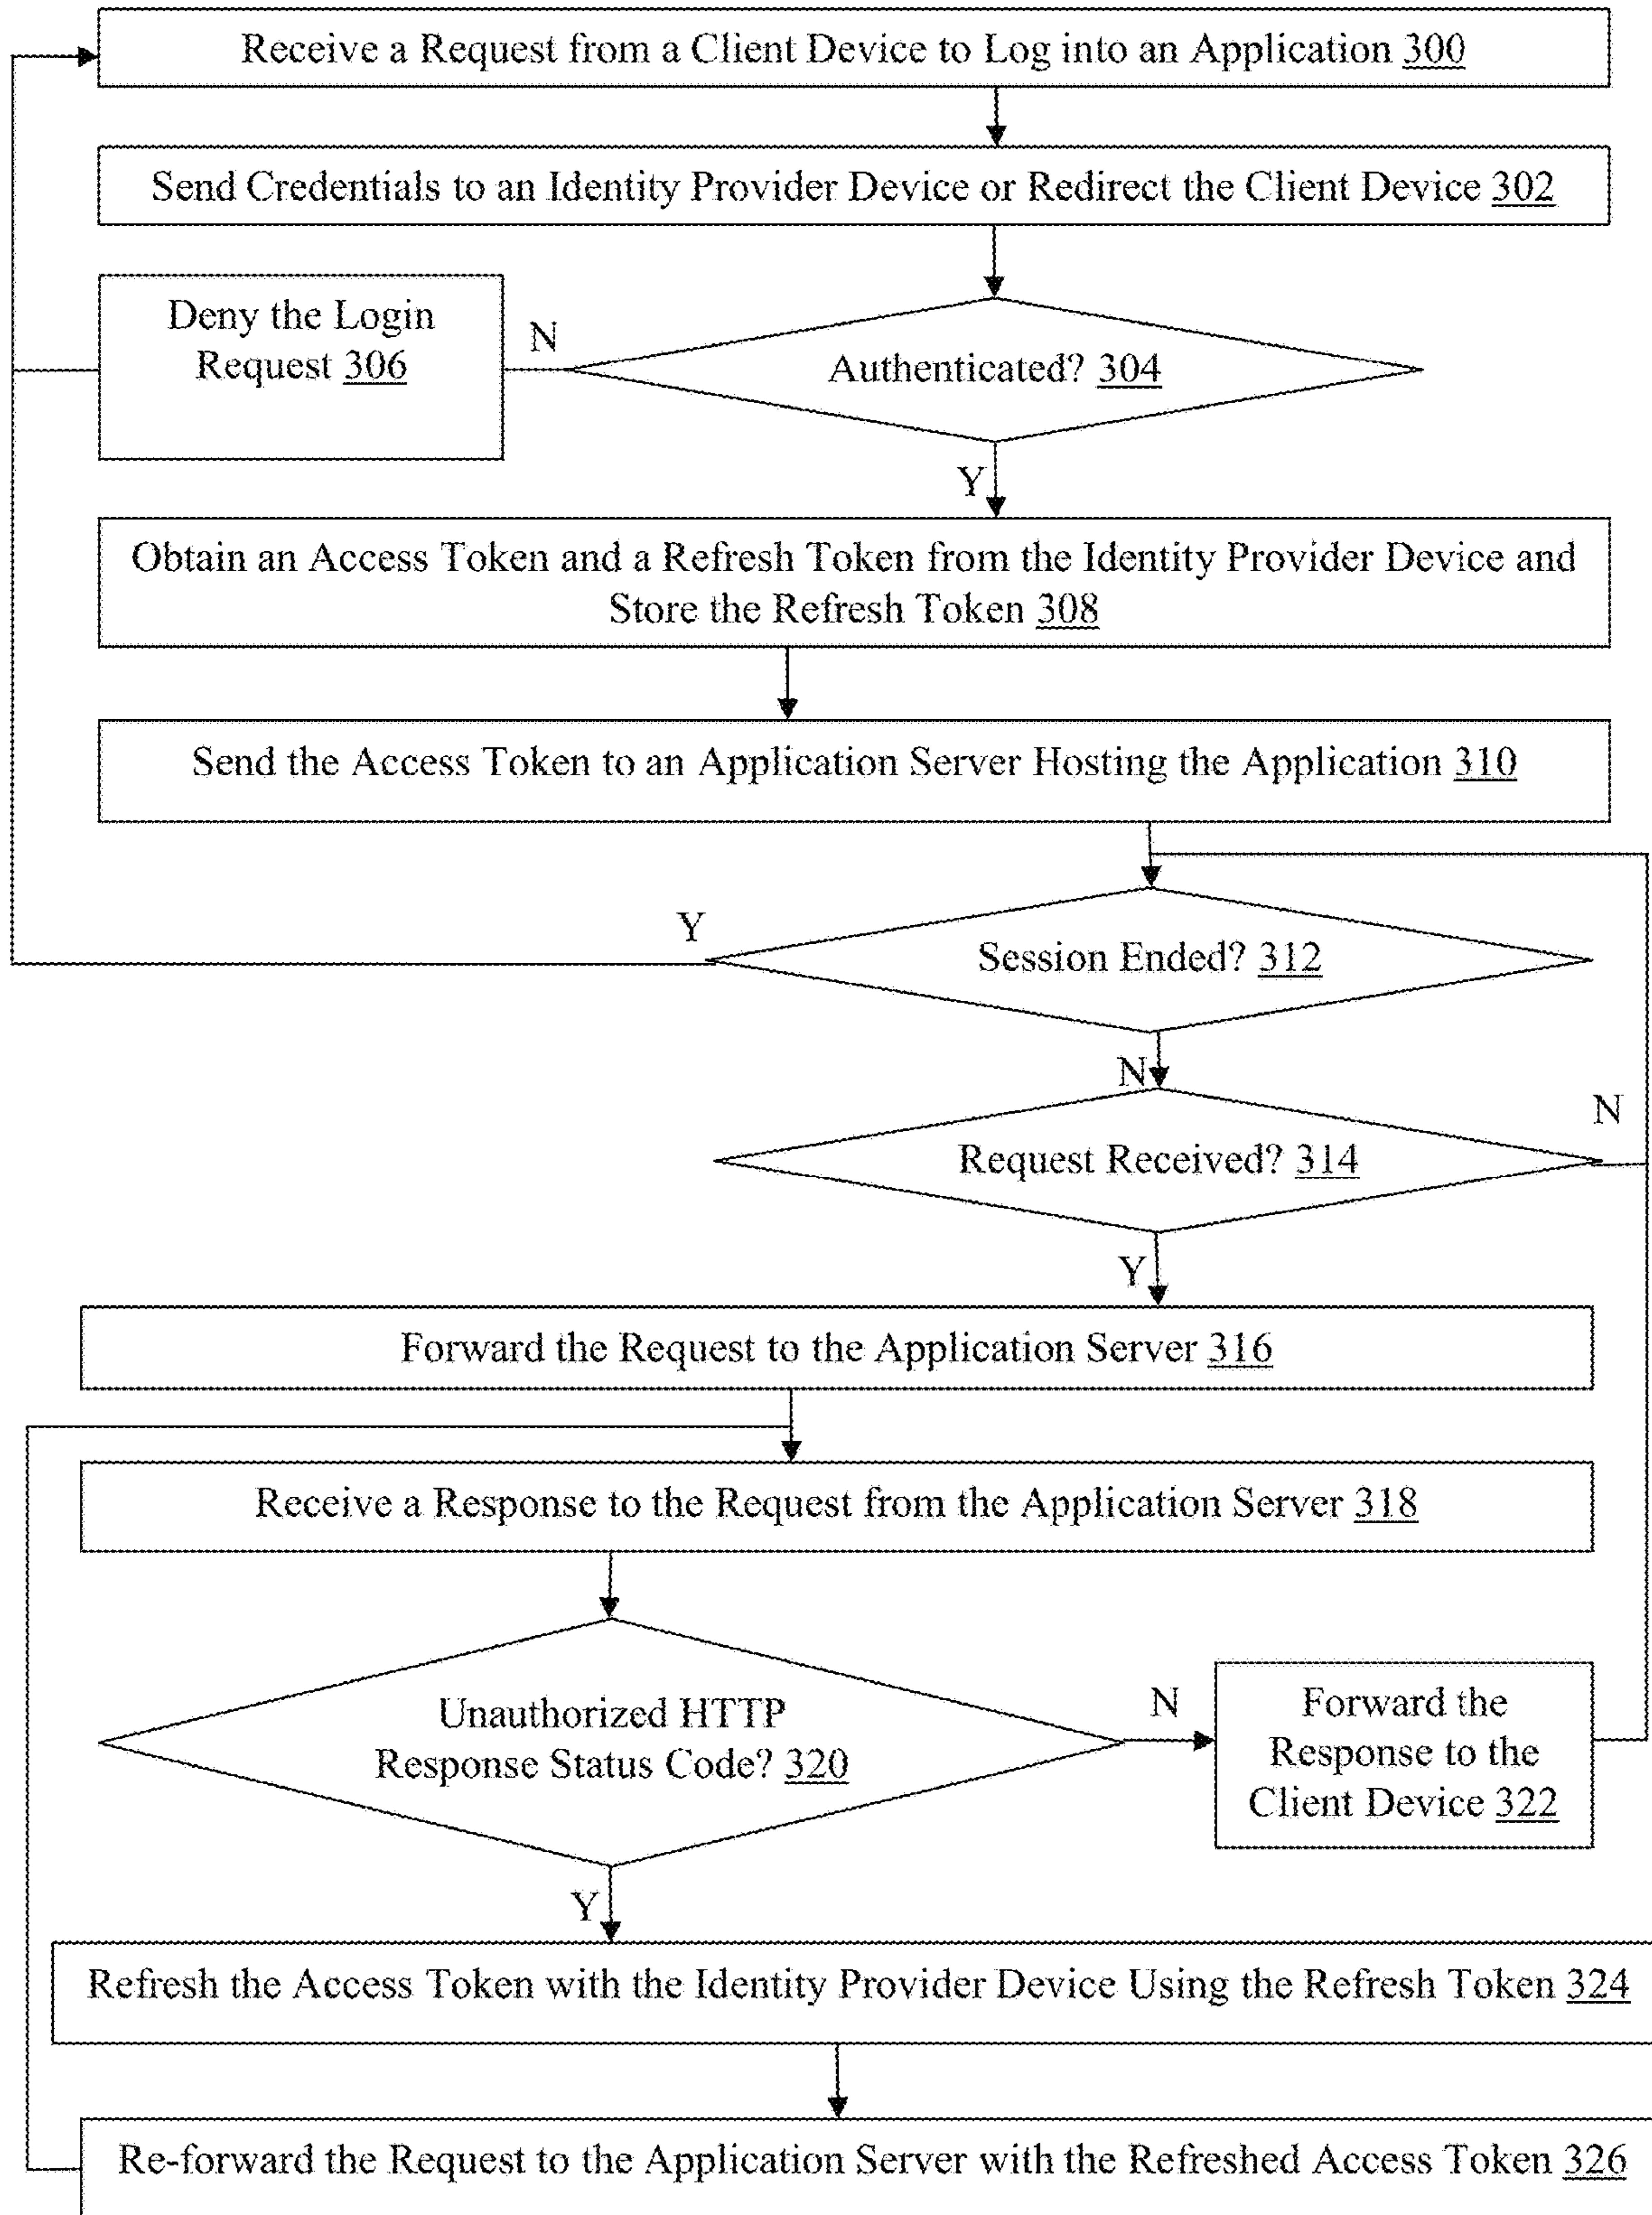 Receive a Request from a Client Device to Log into an Application 300
Send Credentials to an Identity Provider Device or Redirect the Client Device 302
Deny the Login
Request 306
N
Authenticated? 304
Y
Obtain an Access Token and a Refresh Token from the Identity Provider Device and
Store the Refresh Token 308
Send the Access Token to an Application Server Hosting the Application 310
Y
Session Ended? 312
N
N
Request Received? 314
Y
Forward the Request to the Application Server 316
Receive a Response to the Request from the Application Server 318
Unauthorized HTTP
Response Status Code? 320
N
Forward the
Response to the
Client Device 322
Y
Refresh the Access Token with the Identity Provider Device Using the Refresh Token 324
Re-forward the Request to the Application Server with the Refreshed Access Token 326